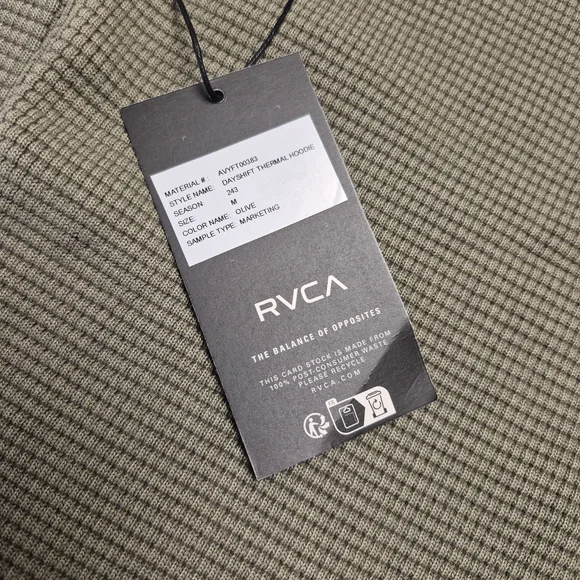 MATERIAL #: AVYFT00383
STYLE NAME: DAYSHIFT THERMAL HOODIE
SEASON: 243
SIZE: M
COLOR NAME: OLIVE
SAMPLE TYPE: MARKETING
RVCA
THE BALANCE OF OPPOSITES
THIS CARD STOCK IS MADE FROM
100% POST-CONSUMER WASTE
PLEASE RECYCLE
RVCA.COM
FR